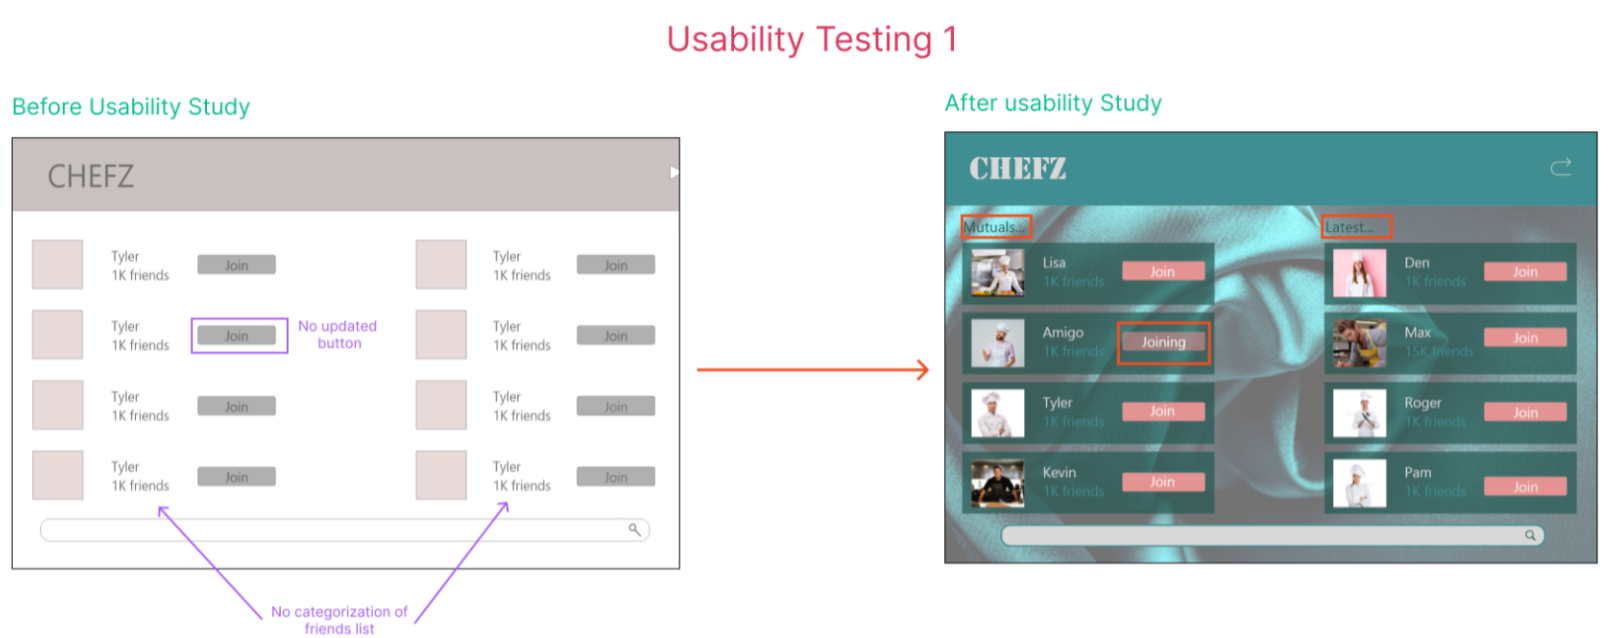 Usability Testing 1
Before Usability Study
CHEFZ
Tyler
1K friends
Join
Tyler
1K friends
Join
Tyler
1K friends
Join
No updated
button
Tyler
1K friends
Join
Tyler
1K friends
Join
Tyler
1K friends
Join
Tyler
1K friends
Join
Tyler
1K friends
Join
No categorization of
friends list
After usability Study
CHEFZ
Mutuals...
Latest...
Lisa
1K friends
Join
Den
1K friends
Join
Amigo
1K friends
Joining
Max
15K friends
Join
Tyler
1K friends
Join
Roger
1K friends
Join
Kevin
1K friends
Join
Pam
1K friends
Join